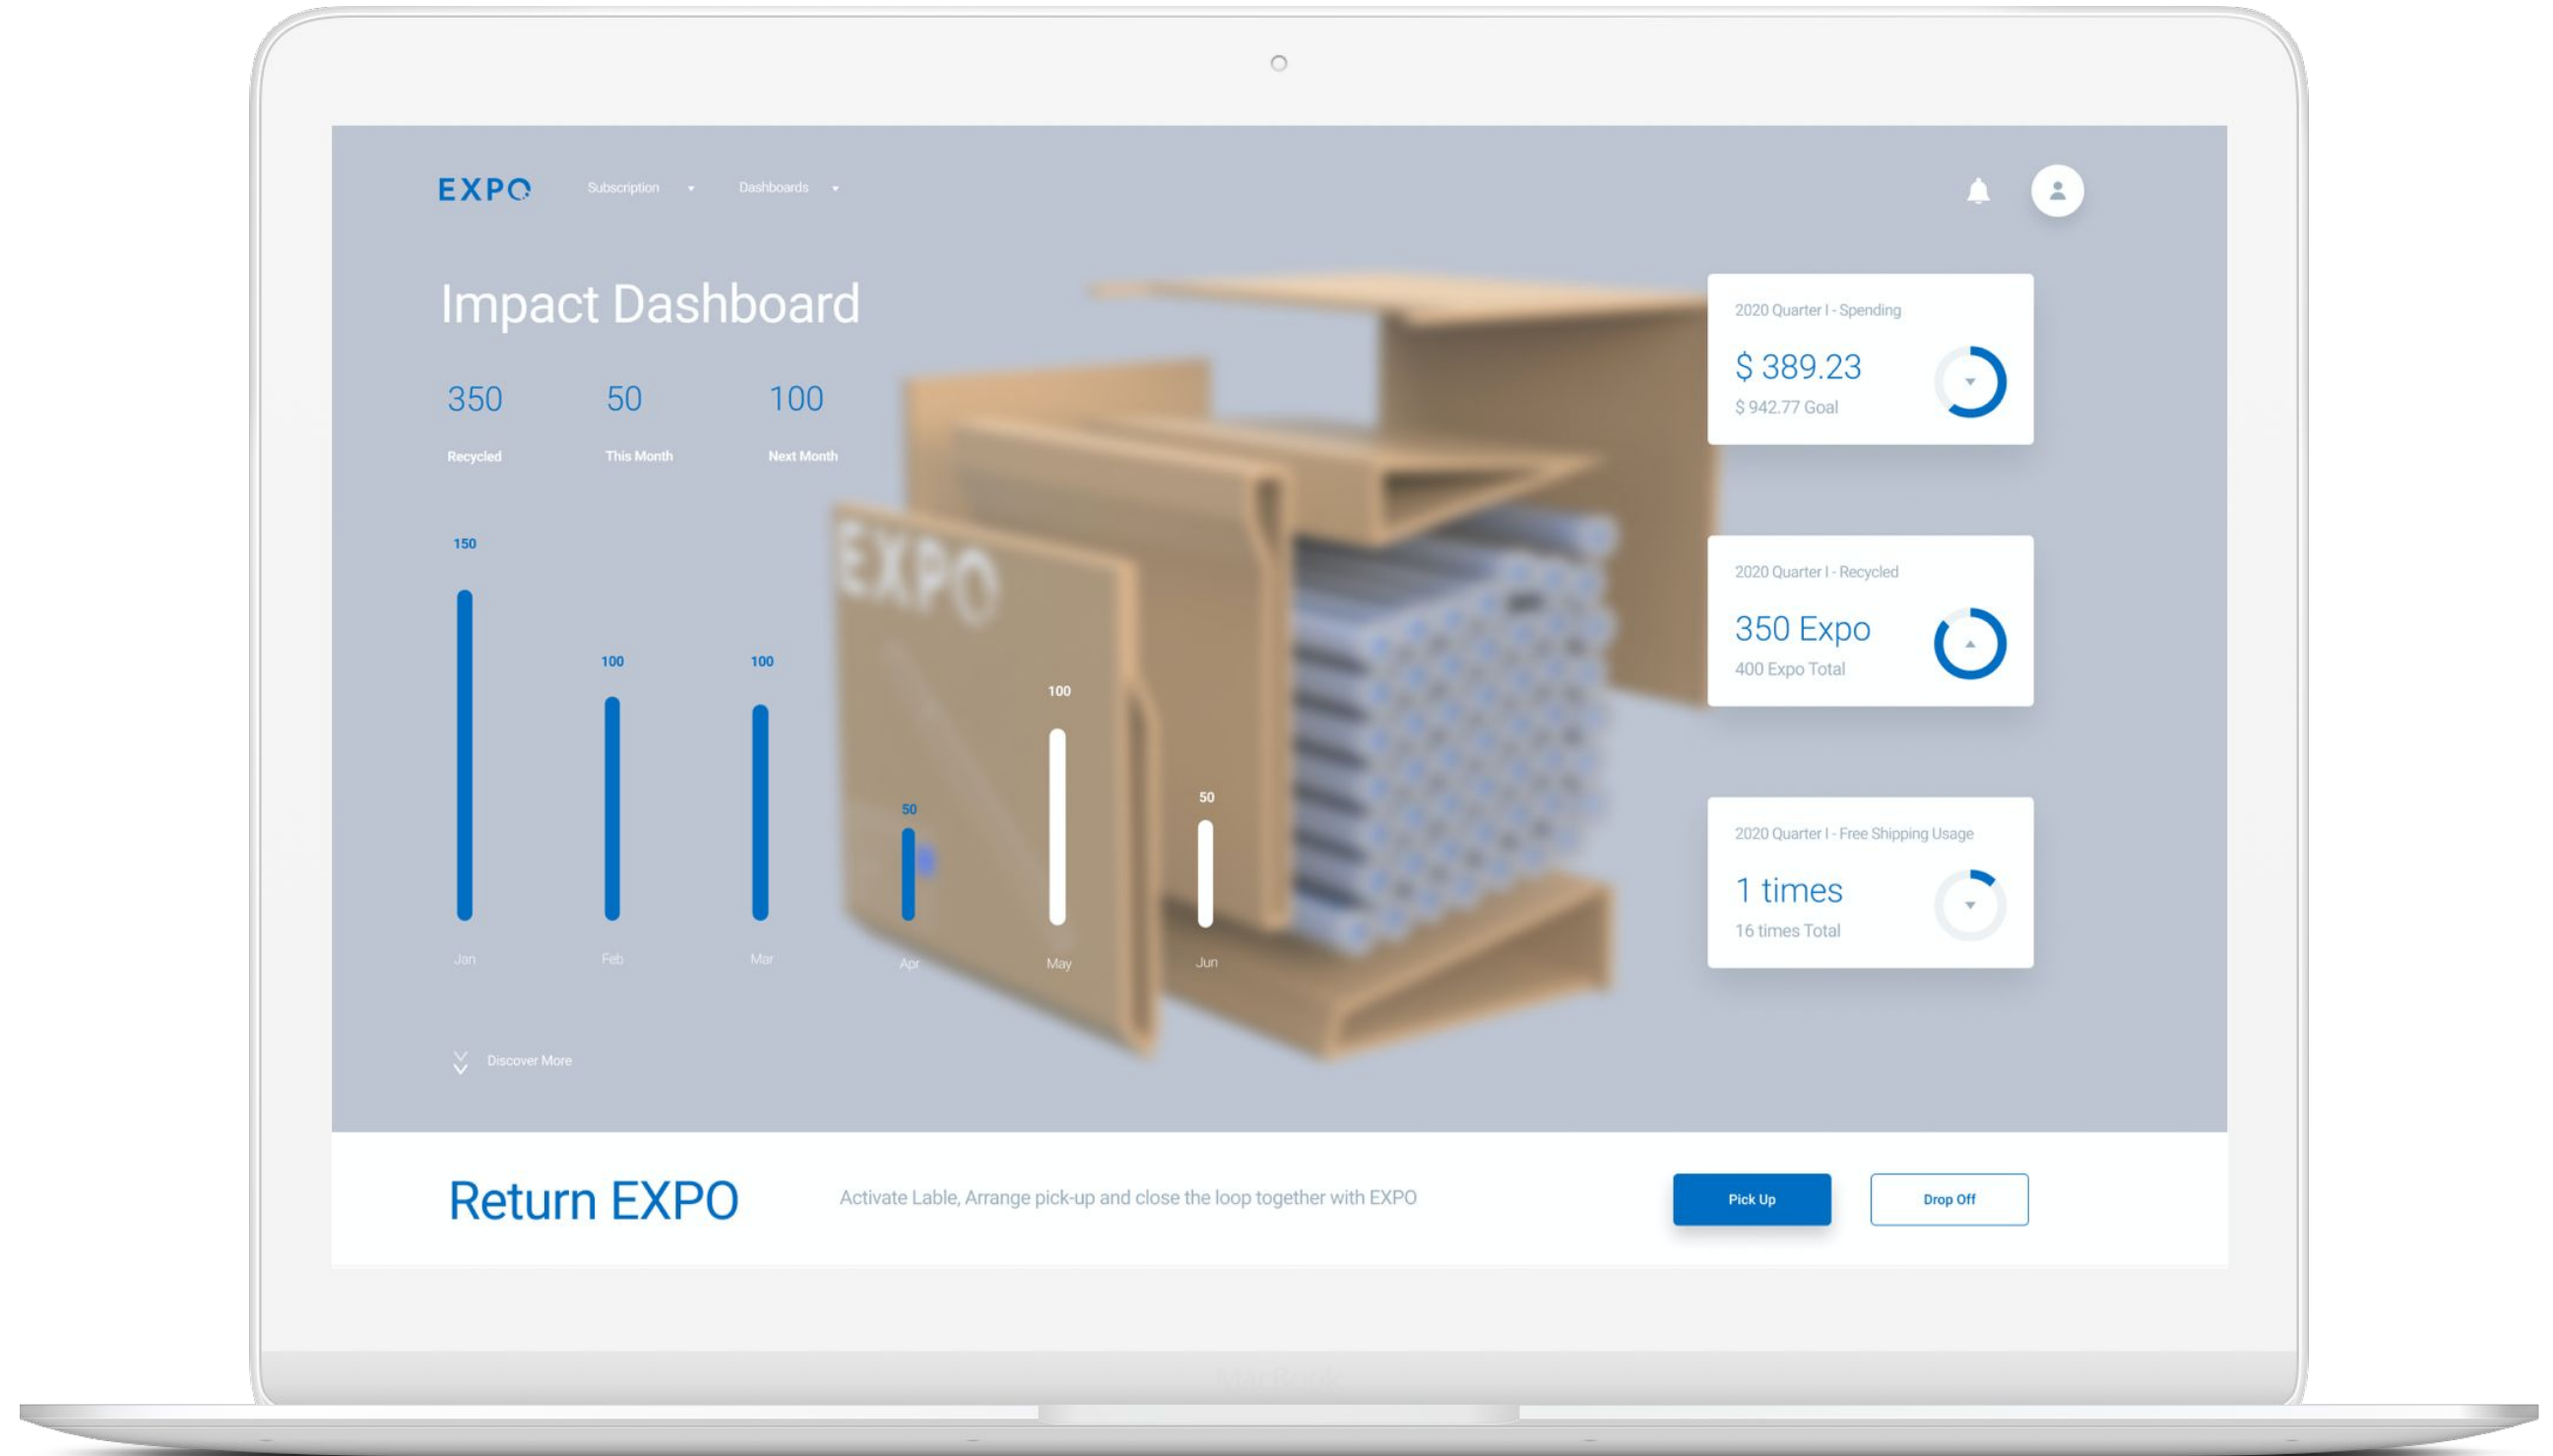 EXPO Subscription Dashboards
Impact Dashboard
350 50 100
Recycled This Month Next Month
150
100
100
50
100
50
Jan Feb Mar Apr May Jun
Discover More
EXPO
2020 Quarter I - Spending
$ 389.23
$ 942.77 Goal
2020 Quarter I - Recycled
350 Expo
400 Expo Total
2020 Quarter I - Free Shipping Usage
1 times
16 times Total
Return EXPO
Activate Lable, Arrange pick-up and close the loop together with EXPO
Pick Up
Drop Off
MacBook